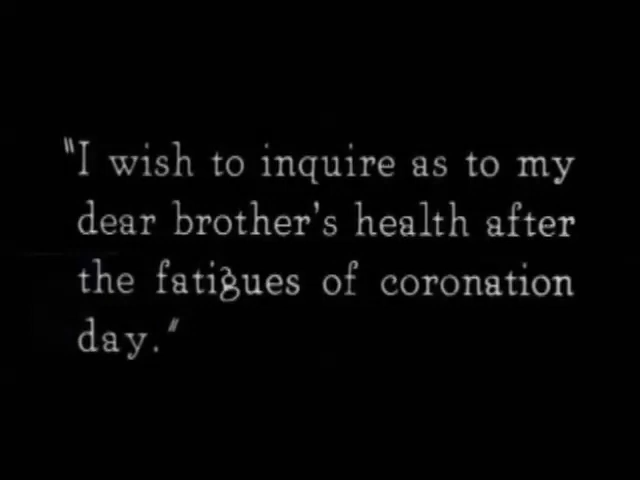 "I wish to inquire as to my
dear brother's health after
the fatigues of coronation
day."